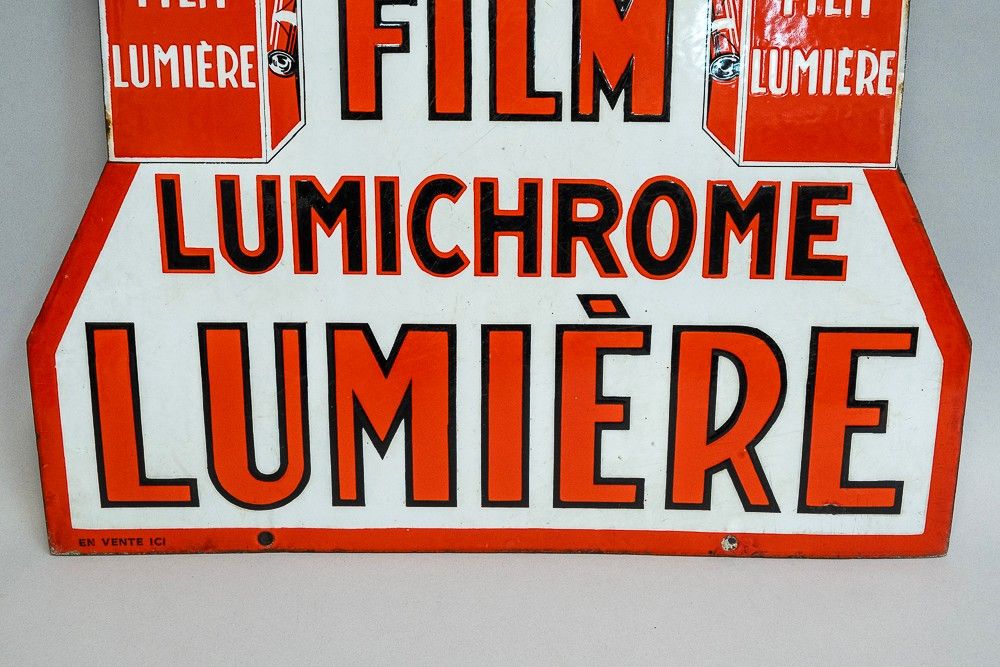 FILM
FILM
FILM
LUMIÈRE
LUMIÈRE
LUMICHROME
LUMIÈRE
EN VENTE ICI